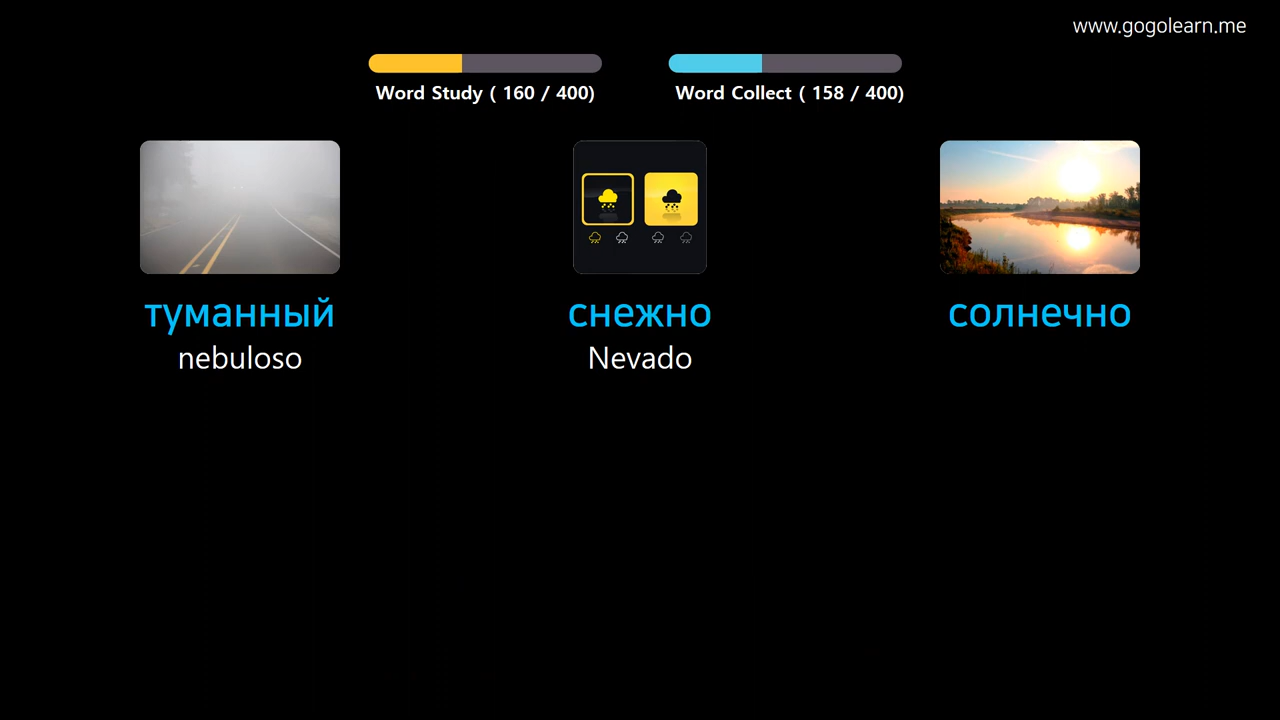 www.gogolearn.me
Word Study ( 160 / 400)
Word Collect ( 158 / 400)
туманный
снежно
солнечно
nebuloso
Nevado